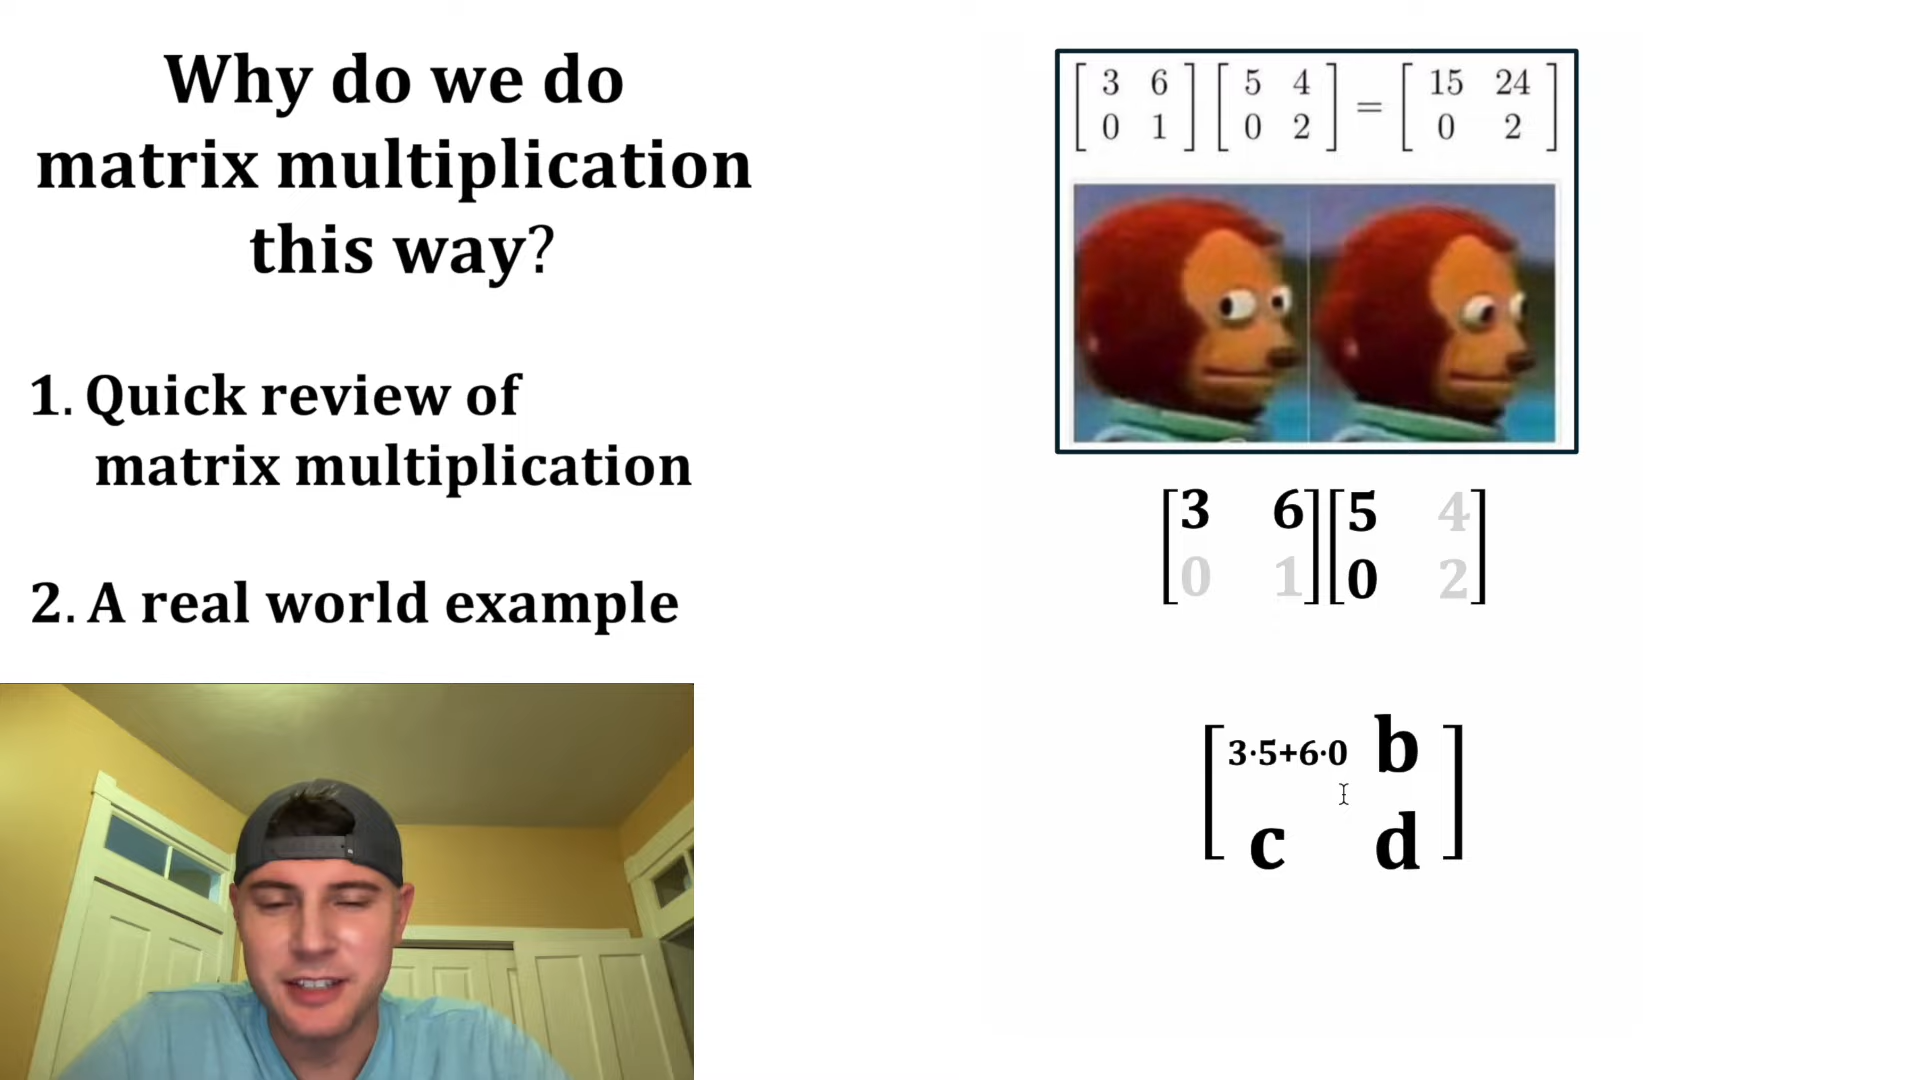 Why do we do
matrix multiplication
this way?
1. Quick review of
matrix multiplication
2. A real world example
[ 3 6 ] [ 5 4 ] = [ 15 24 ]
[ 0 1 ] [ 0 2 ]   [ 0 2 ]
[ 3 6 ] [ 5 4 ]
[ 0 1 ] [ 0 2 ]
[ 3·5+6·0 b ]
[ c d ]